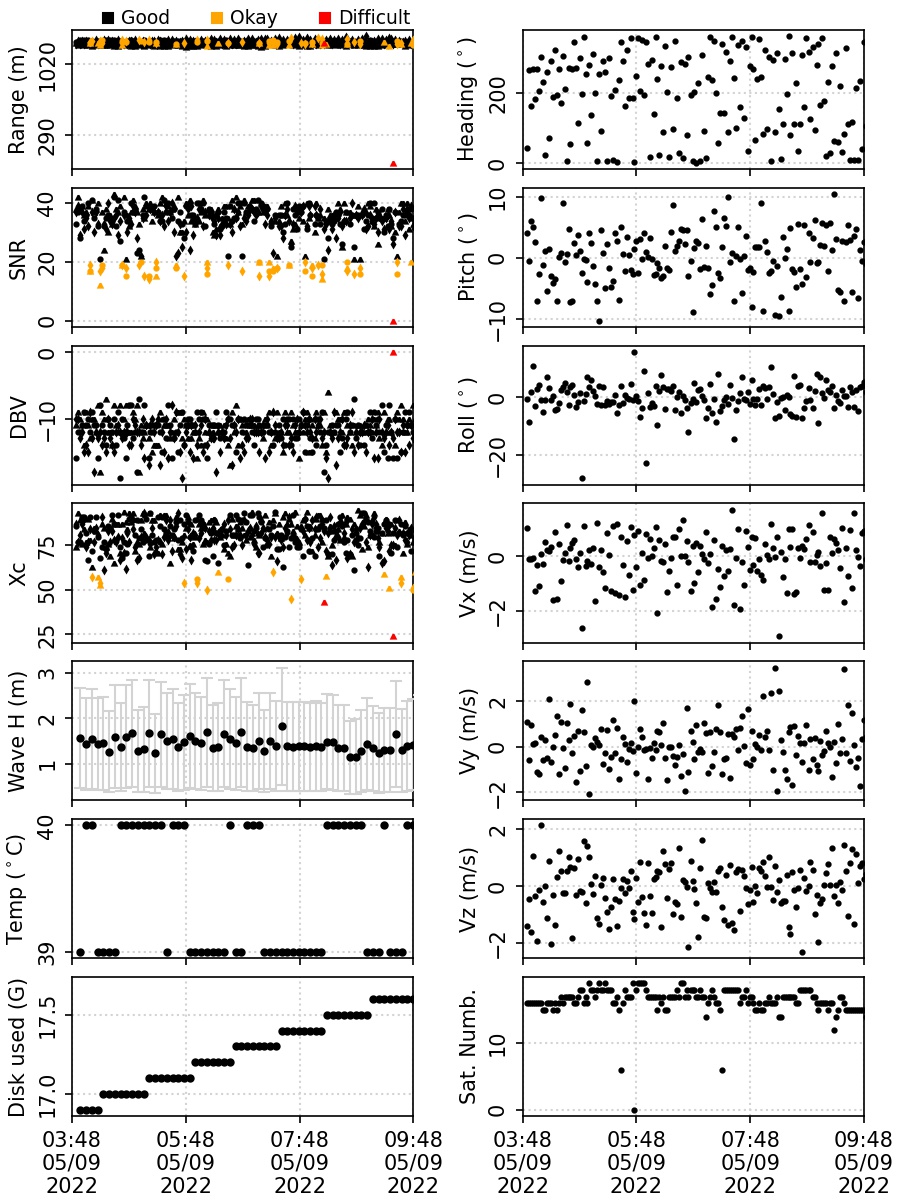 Good Okay Difficult
Range (m)
1020
290
Heading (°)
200
0
SNR
40
20
0
Pitch (°)
10
0
−10
DBV
0
−10
Roll (°)
0
−20
Xc
75
50
25
Vx (m/s)
0
−2
Wave H (m)
3
2
1
Vy (m/s)
2
0
−2
Temp (°C)
40
39
Vz (m/s)
2
0
−2
Disk used (G)
17.5
17.0
Sat. Numb.
10
0
03:48 05:48 07:48 09:48
05/09 05/09 05/09 05/09
2022 2022 2022 2022
03:48 05:48 07:48 09:48
05/09 05/09 05/09 05/09
2022 2022 2022 2022